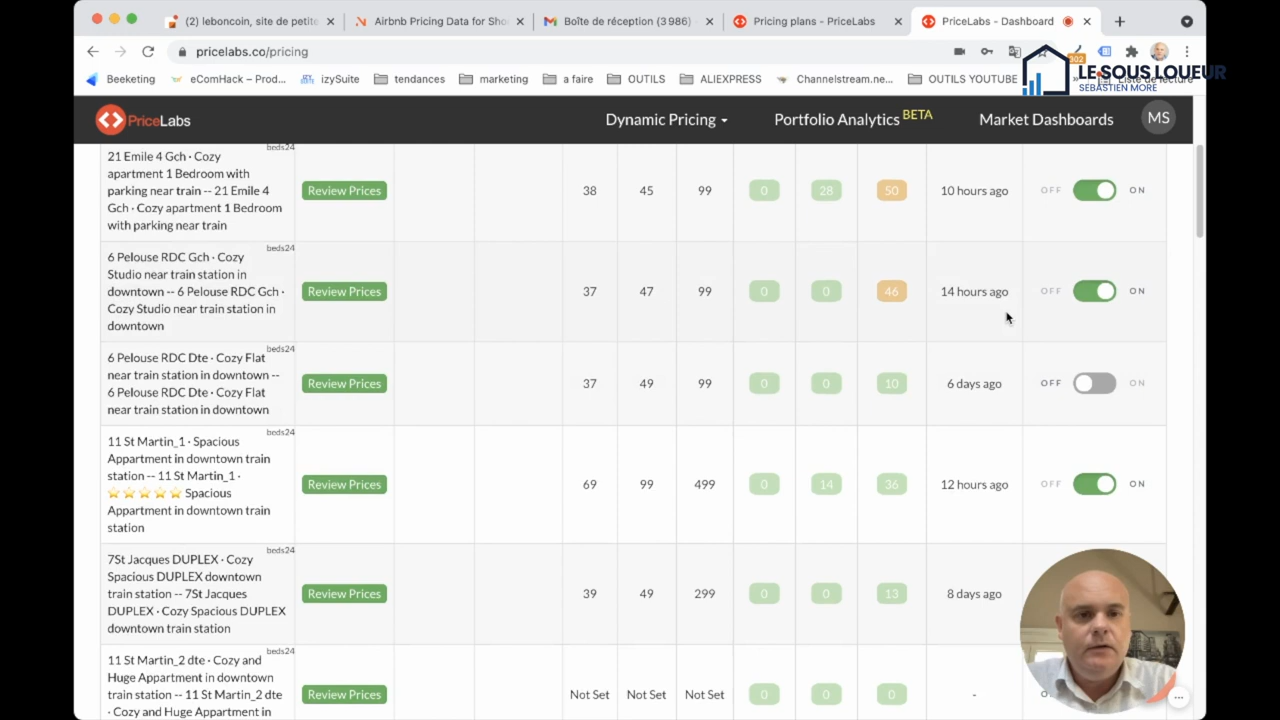 (2) leboncoin, site de petite
Airbnb Pricing Data for Sho
Boîte de réception (3 986)
Pricing plans - PriceLabs
PriceLabs - Dashboard
pricelabs.co/pricing
302
Beeketing
eComHack – Prod...
izySuite
tendances
marketing
a faire
OUTILS
ALIEXPRESS
Channelstream.ne...
OUTILS YOUTUBE
»
Liste de lecture
LE SOUS LOUEUR
SEBASTIEN MORE
PriceLabs
Dynamic Pricing
Portfolio Analytics BETA
Market Dashboards
MS
beds24
21 Emile 4 Gch · Cozy
apartment 1 Bedroom with
parking near train -- 21 Emile 4
Gch · Cozy apartment 1 Bedroom
with parking near train
Review Prices
38 45 99 0 28 50 10 hours ago OFF ON
beds24
6 Pelouse RDC Gch · Cozy
Studio near train station in
downtown -- 6 Pelouse RDC Gch ·
Cozy Studio near train station in
downtown
Review Prices
37 47 99 0 0 46 14 hours ago OFF ON
beds24
6 Pelouse RDC Dte · Cozy Flat
near train station in downtown --
6 Pelouse RDC Dte · Cozy Flat
near train station in downtown
Review Prices
37 49 99 0 0 10 6 days ago OFF ON
beds24
11 St Martin_1 · Spacious
Appartment in downtown train
station -- 11 St Martin_1 ·
⭐⭐⭐⭐⭐ Spacious
Appartment in downtown train
station
Review Prices
69 99 499 0 14 36 12 hours ago OFF ON
beds24
7St Jacques DUPLEX · Cozy
Spacious DUPLEX downtown
train station -- 7St Jacques
DUPLEX · Cozy Spacious DUPLEX
downtown train station
Review Prices
39 49 299 0 0 13 8 days ago
beds24
11 St Martin_2 dte · Cozy and
Huge Appartment in downtown
train station -- 11 St Martin_2 dte
· Cozy and Huge Appartment in
Review Prices
Not Set Not Set Not Set 0 0 0 -